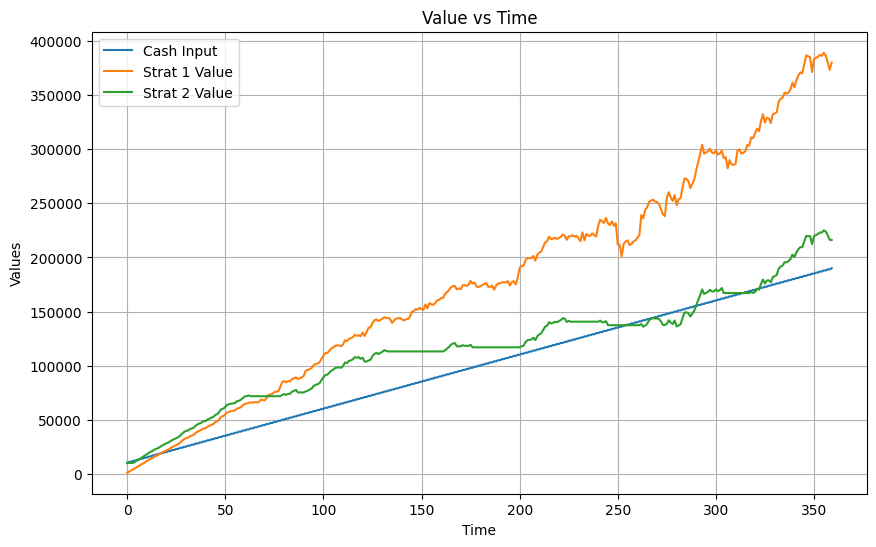 Value vs Time
Cash Input
Strat 1 Value
Strat 2 Value
400000
350000
300000
250000
200000
150000
100000
50000
0
Values
0 50 100 150 200 250 300 350
Time